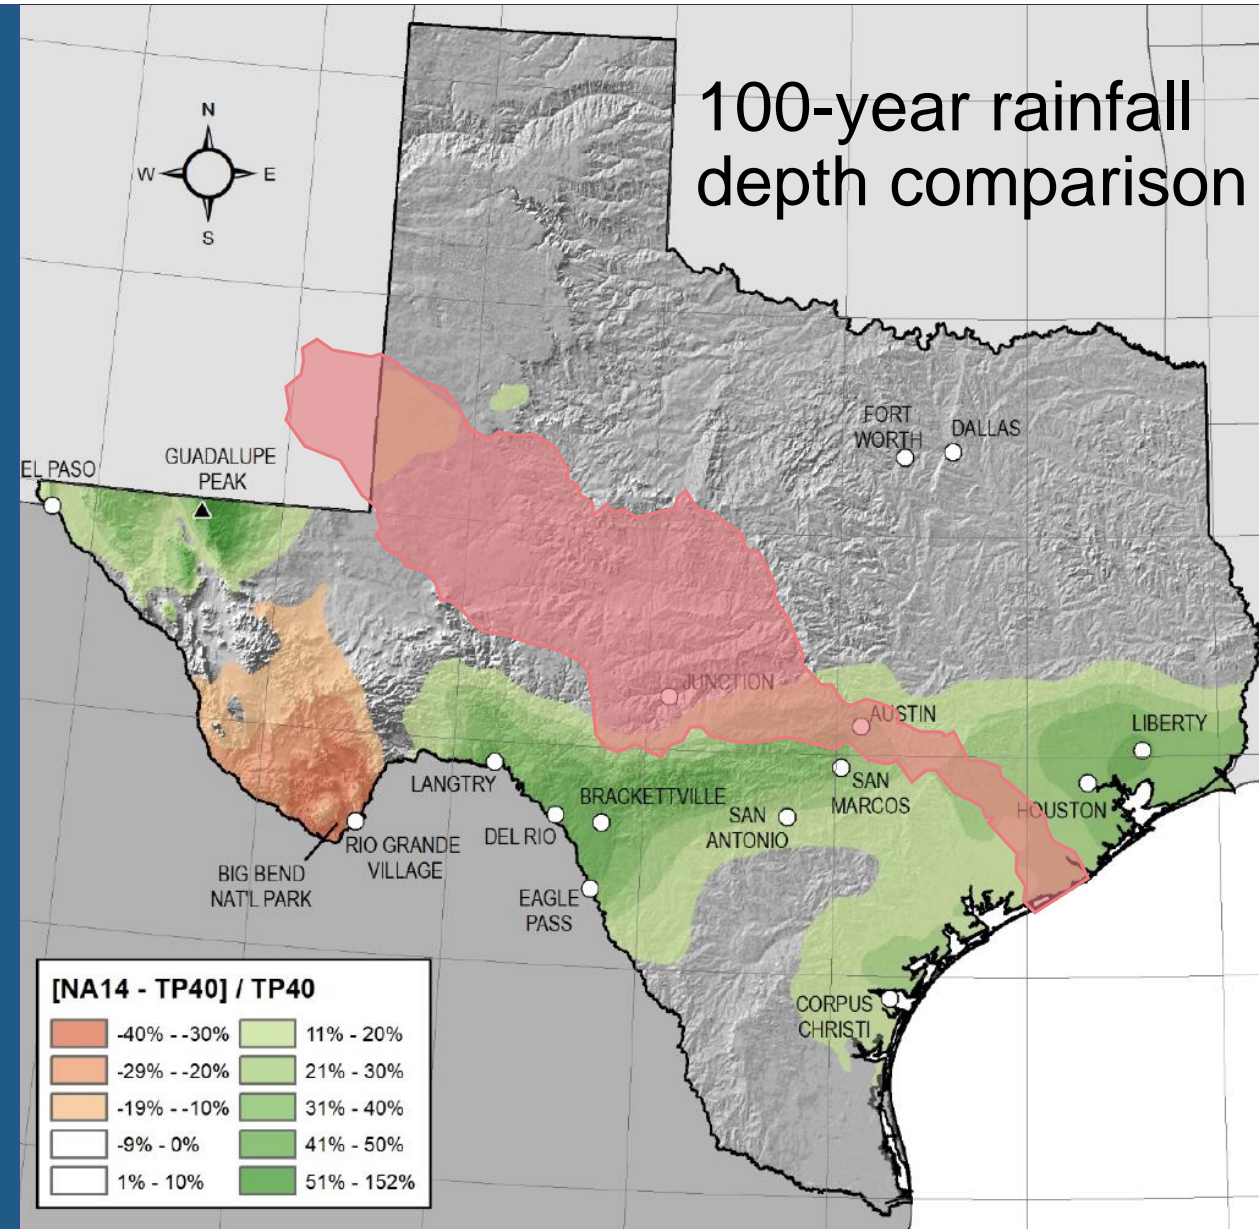 100-year rainfall
depth comparison
N
W
E
S
FORT
WORTH
DALLAS
EL PASO
GUADALUPE
PEAK
JUNCTION
AUSTIN
LIBERTY
LANGTRY
BRACKETTVILLE
SAN
MARCOS
HOUSTON
SAN
ANTONIO
DEL RIO
RIO GRANDE
VILLAGE
BIG BEND
NAT'L PARK
EAGLE
PASS
CORPUS
CHRISTI
[NA14 - TP40] / TP40
-40% - -30%
11% - 20%
-29% - -20%
21% - 30%
-19% - -10%
31% - 40%
-9% - 0%
41% - 50%
1% - 10%
51% - 152%